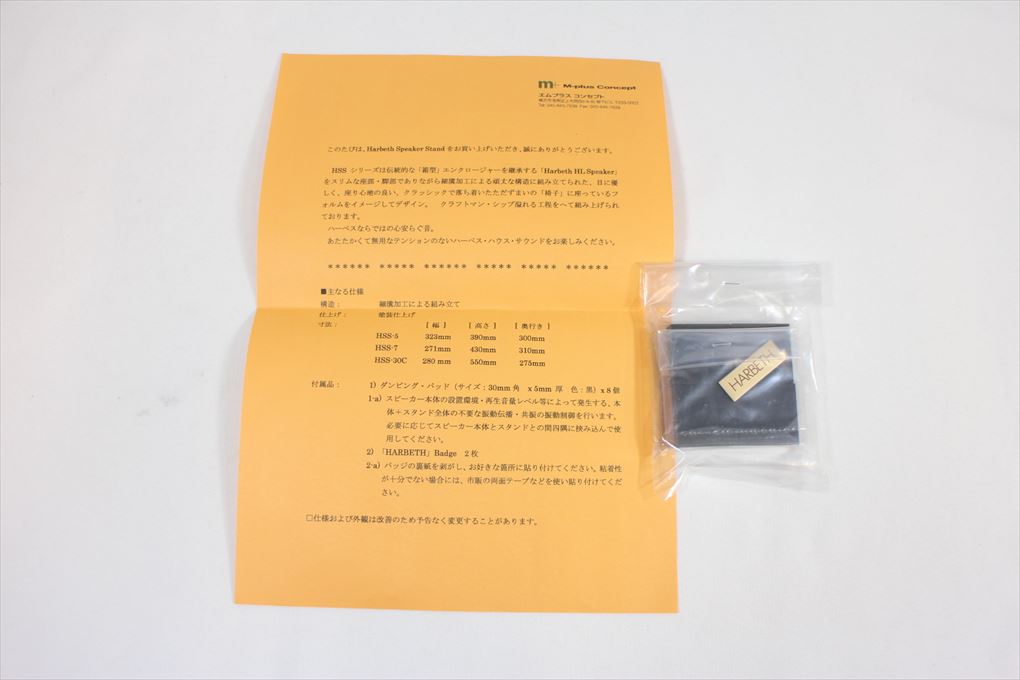 m+ M-plus Concept
エムプラス コンセプト
このたびは、Harbeth Speaker Stand をお買い上げいただき、誠にありがとうございます。
HSS シリーズは伝統的な「箱型」エンクロージャーを継承する「Harbeth HL Speaker」
をスリムな座部・脚部でありながら細溝加工による頑丈な構造に組み立てられた、目に優
しく、座り心地の良い、クラッシックで落ち着いたただずまいの「椅子」に座っているフ
ォルムをイメージしてデザイン。 クラフトマン・シップ溢れる工程をへて組み上げられ
ております。
ハーベスならではの心安らぐ音。
あたたかくて無用なテンションのないハーベス・ハウス・サウンドをお楽しみください。
****** ***** ****** ***** ***** ******
■主なる仕様
構造： 細溝加工による組み立て
仕上げ： 塗装仕上げ
寸法： [ 幅 ] [ 高さ ] [ 奥行き ]
HSS-5 323mm 390mm 300mm
HSS-7 271mm 430mm 310mm
HSS-30C 280 mm 550mm 275mm
付属品： 1) ダンピング・パッド（サイズ：30mm 角 x 5mm 厚 色：黒）x 8 個
1-a) スピーカー本体の設置環境・再生音量レベル等によって発生する、本
体＋スタンド全体の不要な振動伝播・共振の振動制御を行います。
必要に応じてスピーカー本体とスタンドとの間四隅に挟み込んで使
用してください。
2) 「HARBETH」Badge 2 枚
2-a) バッジの裏紙を剥がし、お好きな箇所に貼り付けてください。粘着性
が十分でない場合には、市販の両面テープなどを使い貼り付けてくだ
さい。
□仕様および外観は改善のため予告なく変更することがあります。
HARBETH